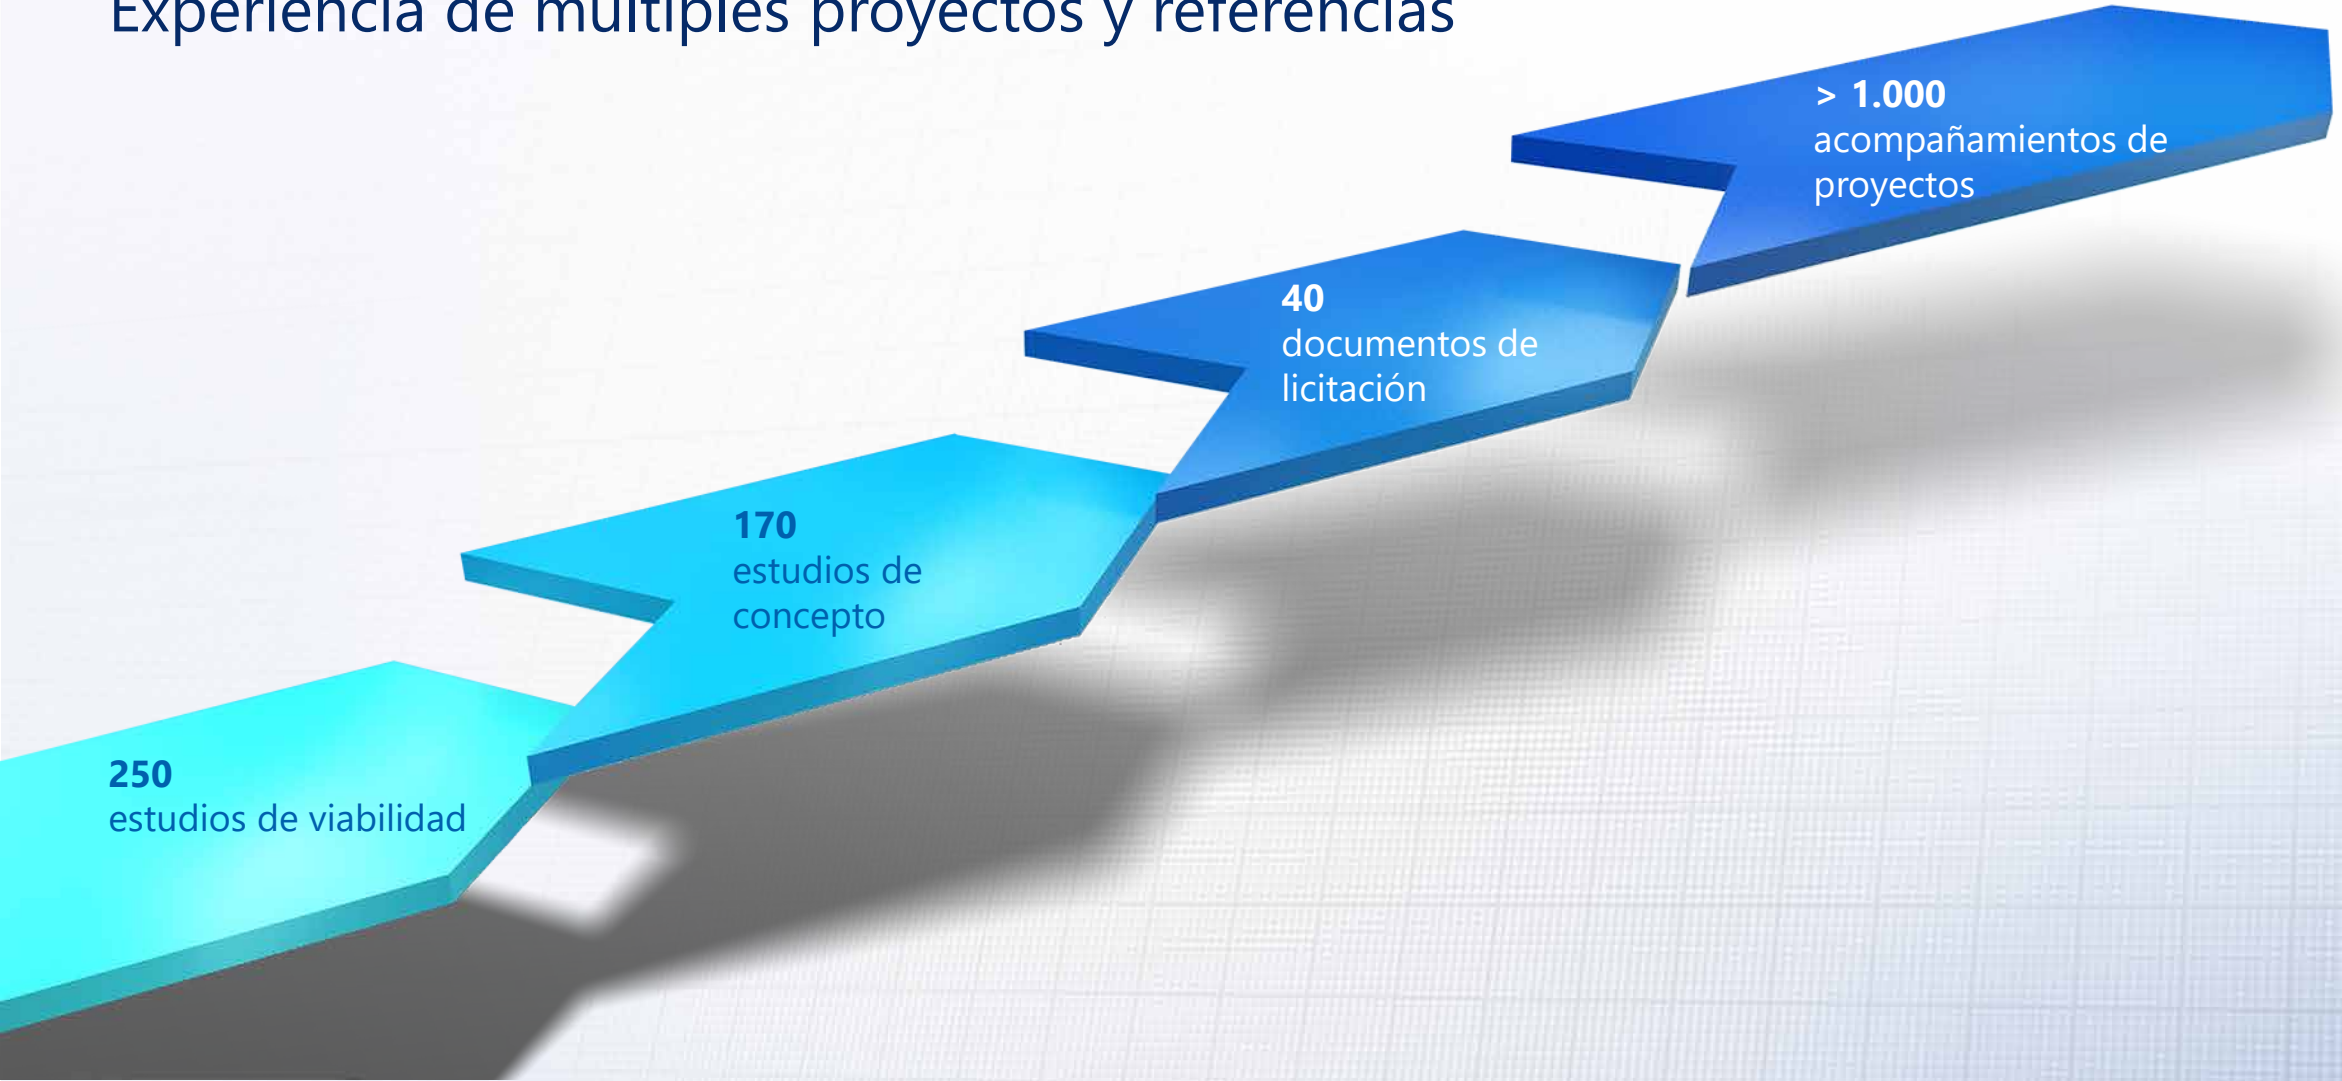 Experiencia de múltiples proyectos y referencias
> 1.000
acompañamientos de
proyectos
40
documentos de
licitación
170
estudios de
concepto
250
estudios de viabilidad